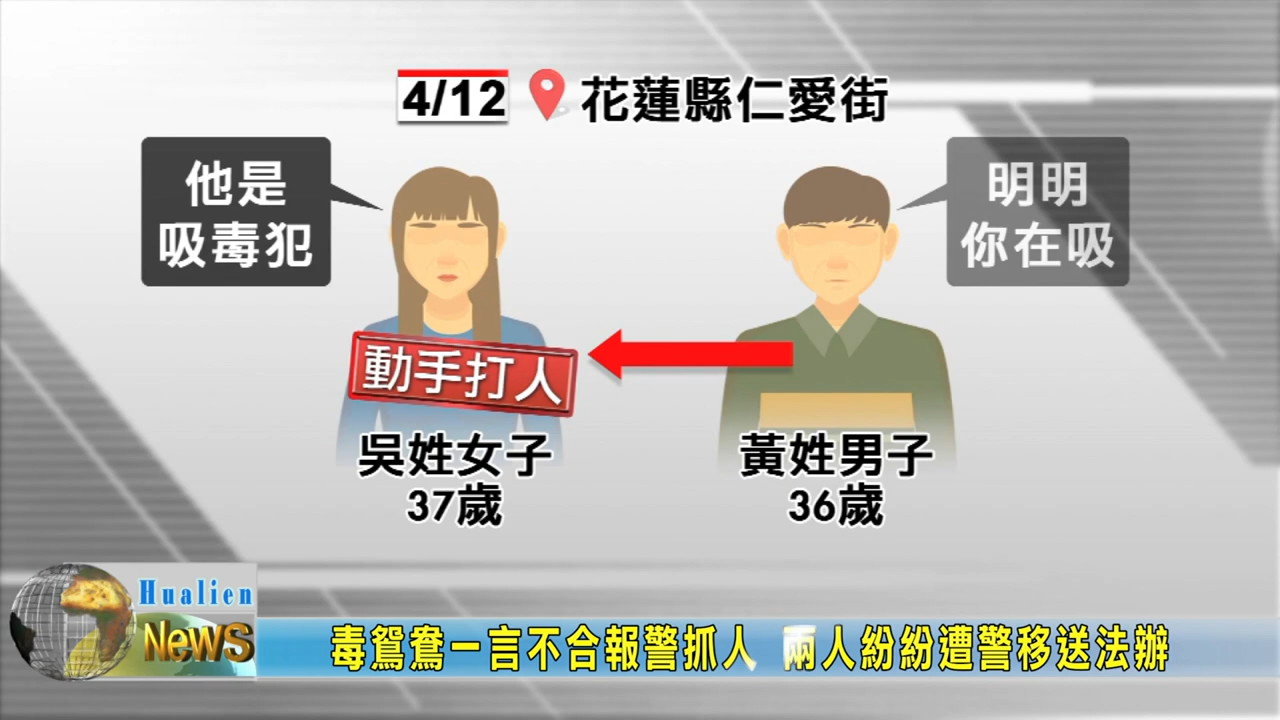 4/12 花蓮縣仁愛街
他是
吸毒犯
明明
你在吸
動手打人
吳姓女子
37歲
黃姓男子
36歲
Hualien
News
毒鴛鴦一言不合報警抓人 兩人紛紛遭警移送法辦